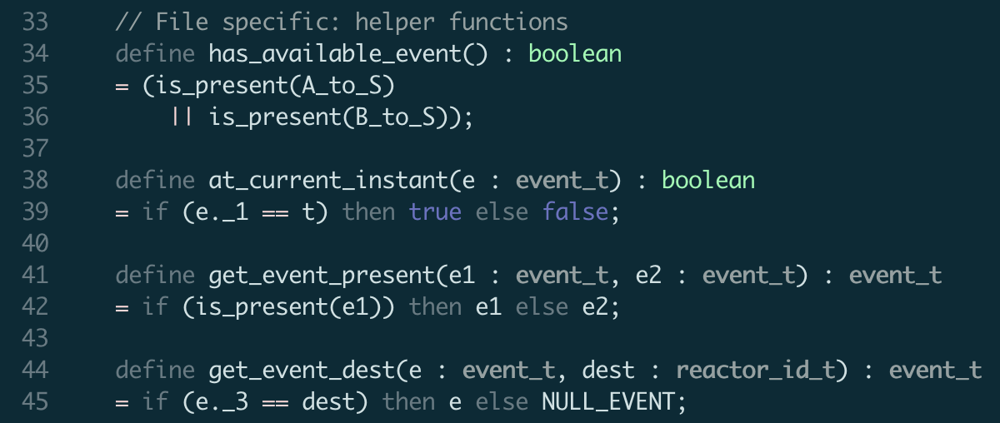 33 // File specific: helper functions
34 define has_available_event() : boolean
35 = (is_present(A_to_S)
36 || is_present(B_to_S));
37
38 define at_current_instant(e : event_t) : boolean
39 = if (e._1 == t) then true else false;
40
41 define get_event_present(e1 : event_t, e2 : event_t) : event_t
42 = if (is_present(e1)) then e1 else e2;
43
44 define get_event_dest(e : event_t, dest : reactor_id_t) : event_t
45 = if (e._3 == dest) then e else NULL_EVENT;